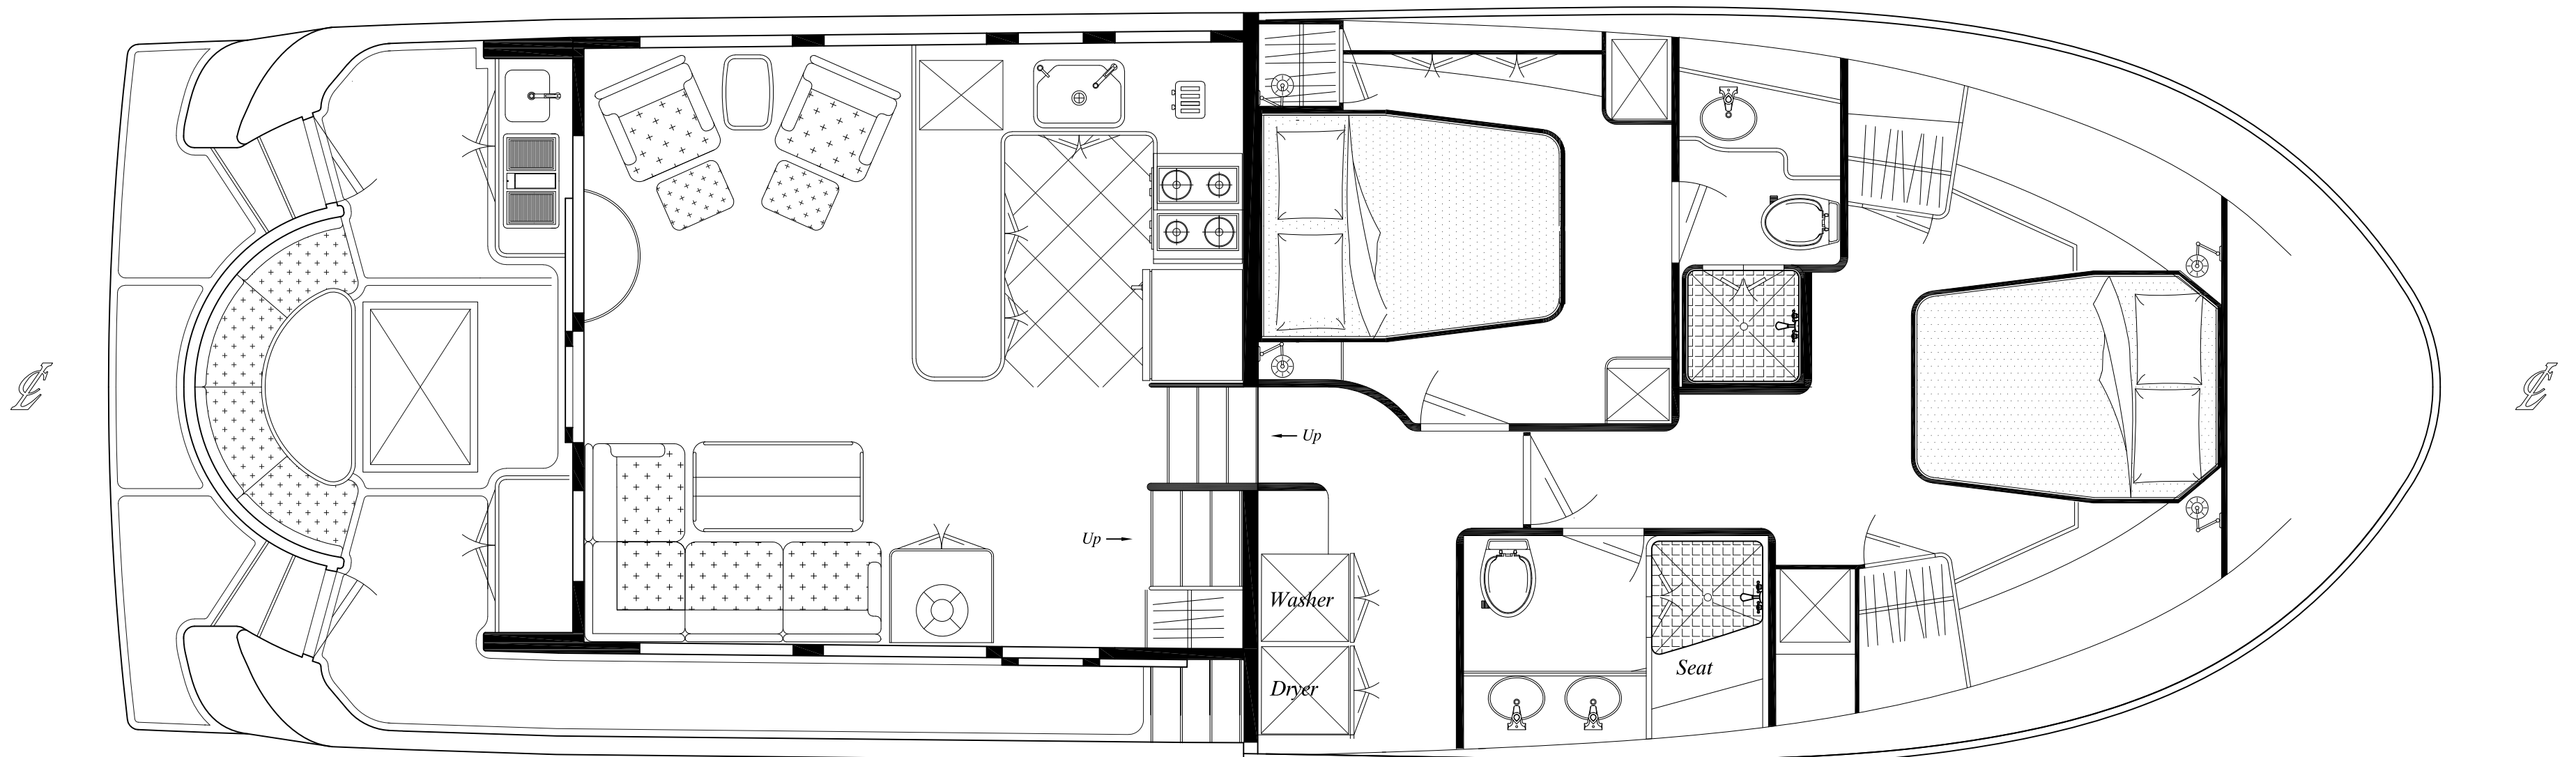 ℄
Up
Up
Washer
Dryer
Seat
℄